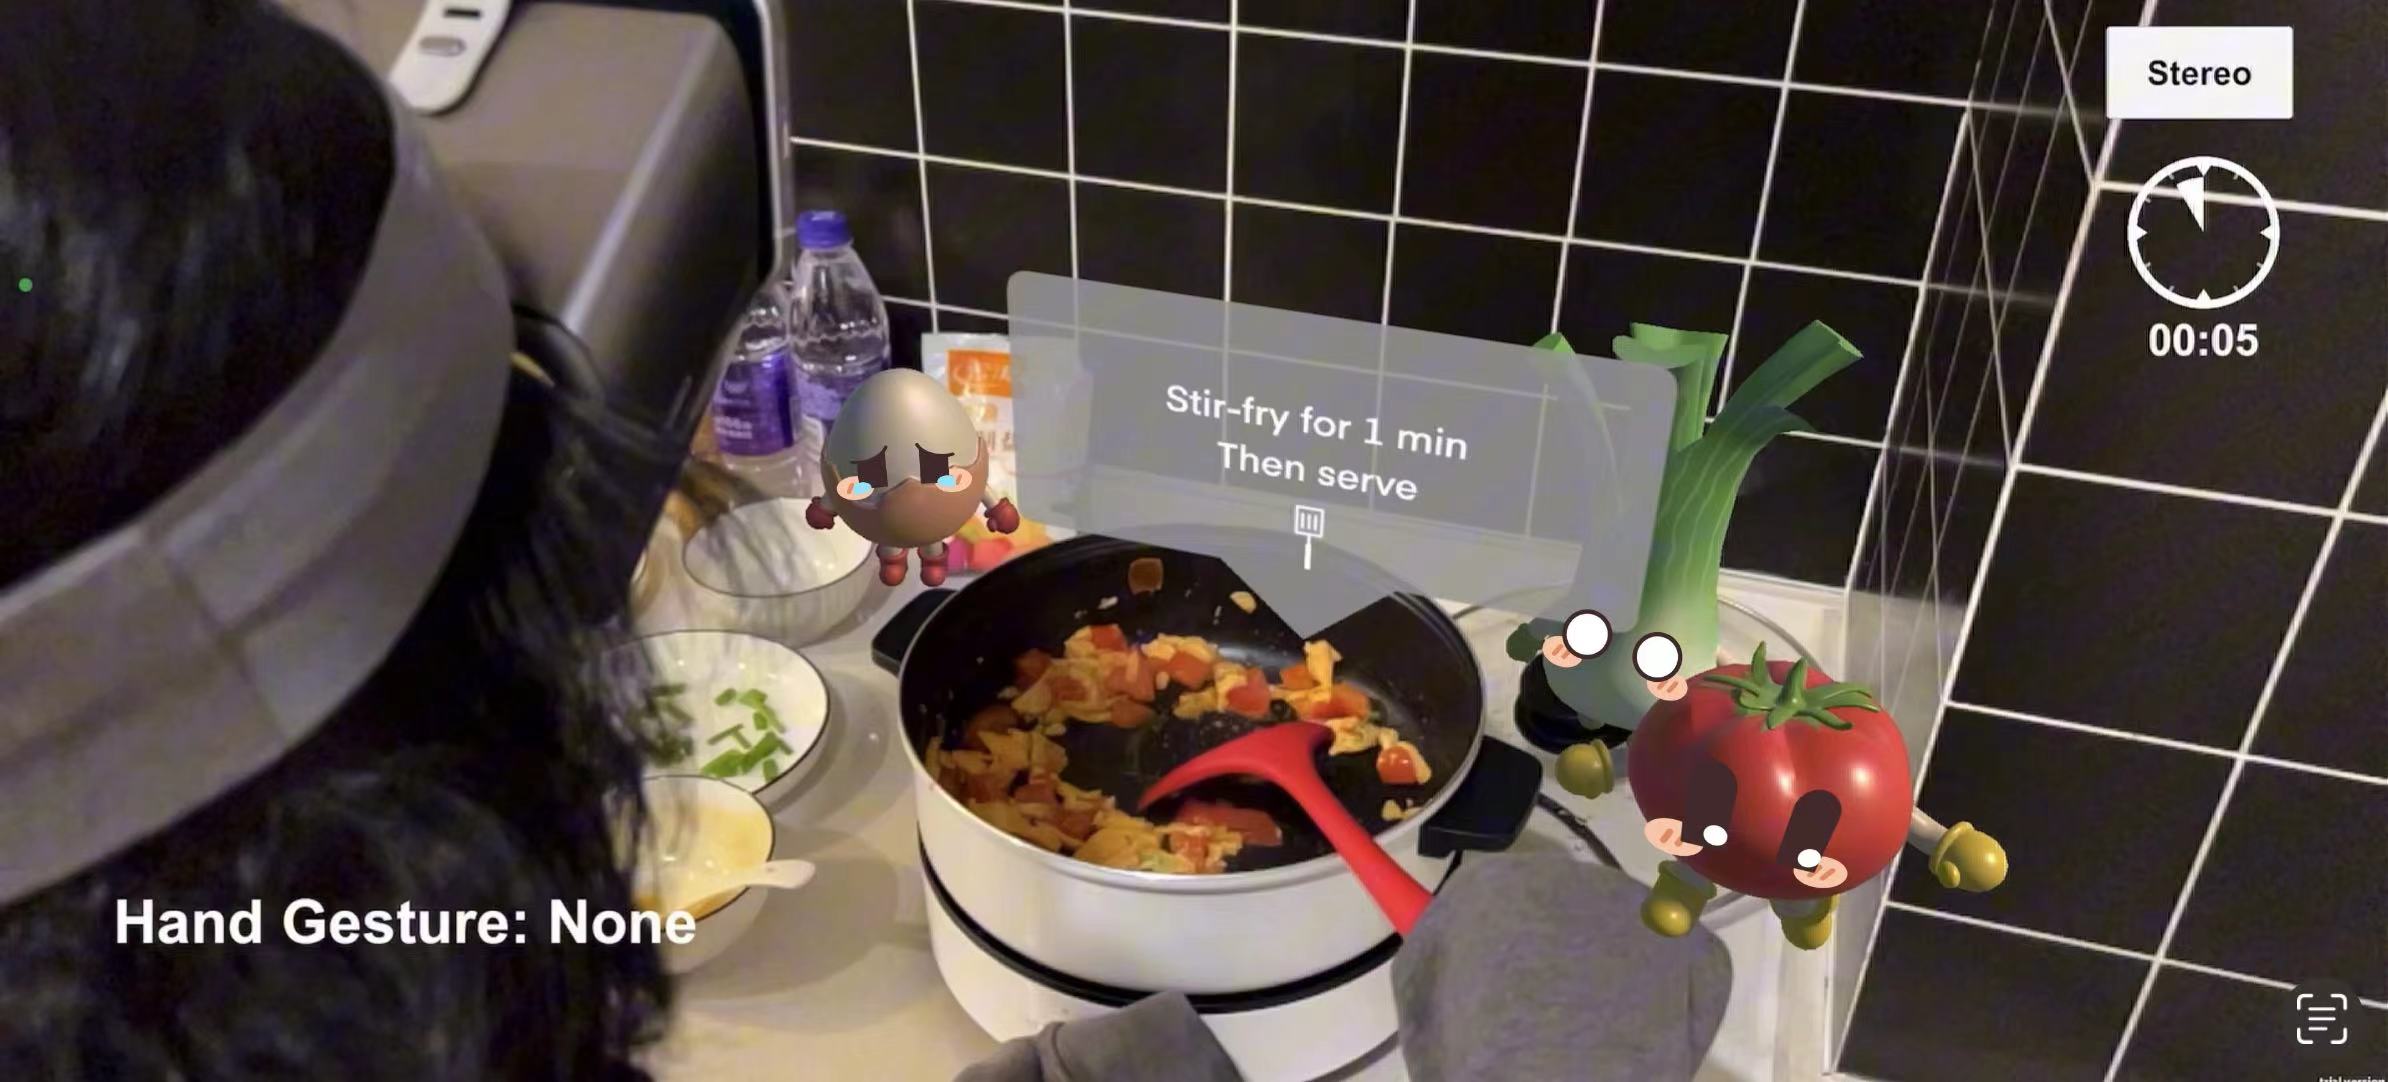 Stereo
00:05
Stir-fry for 1 min
Then serve
Hand Gesture: None